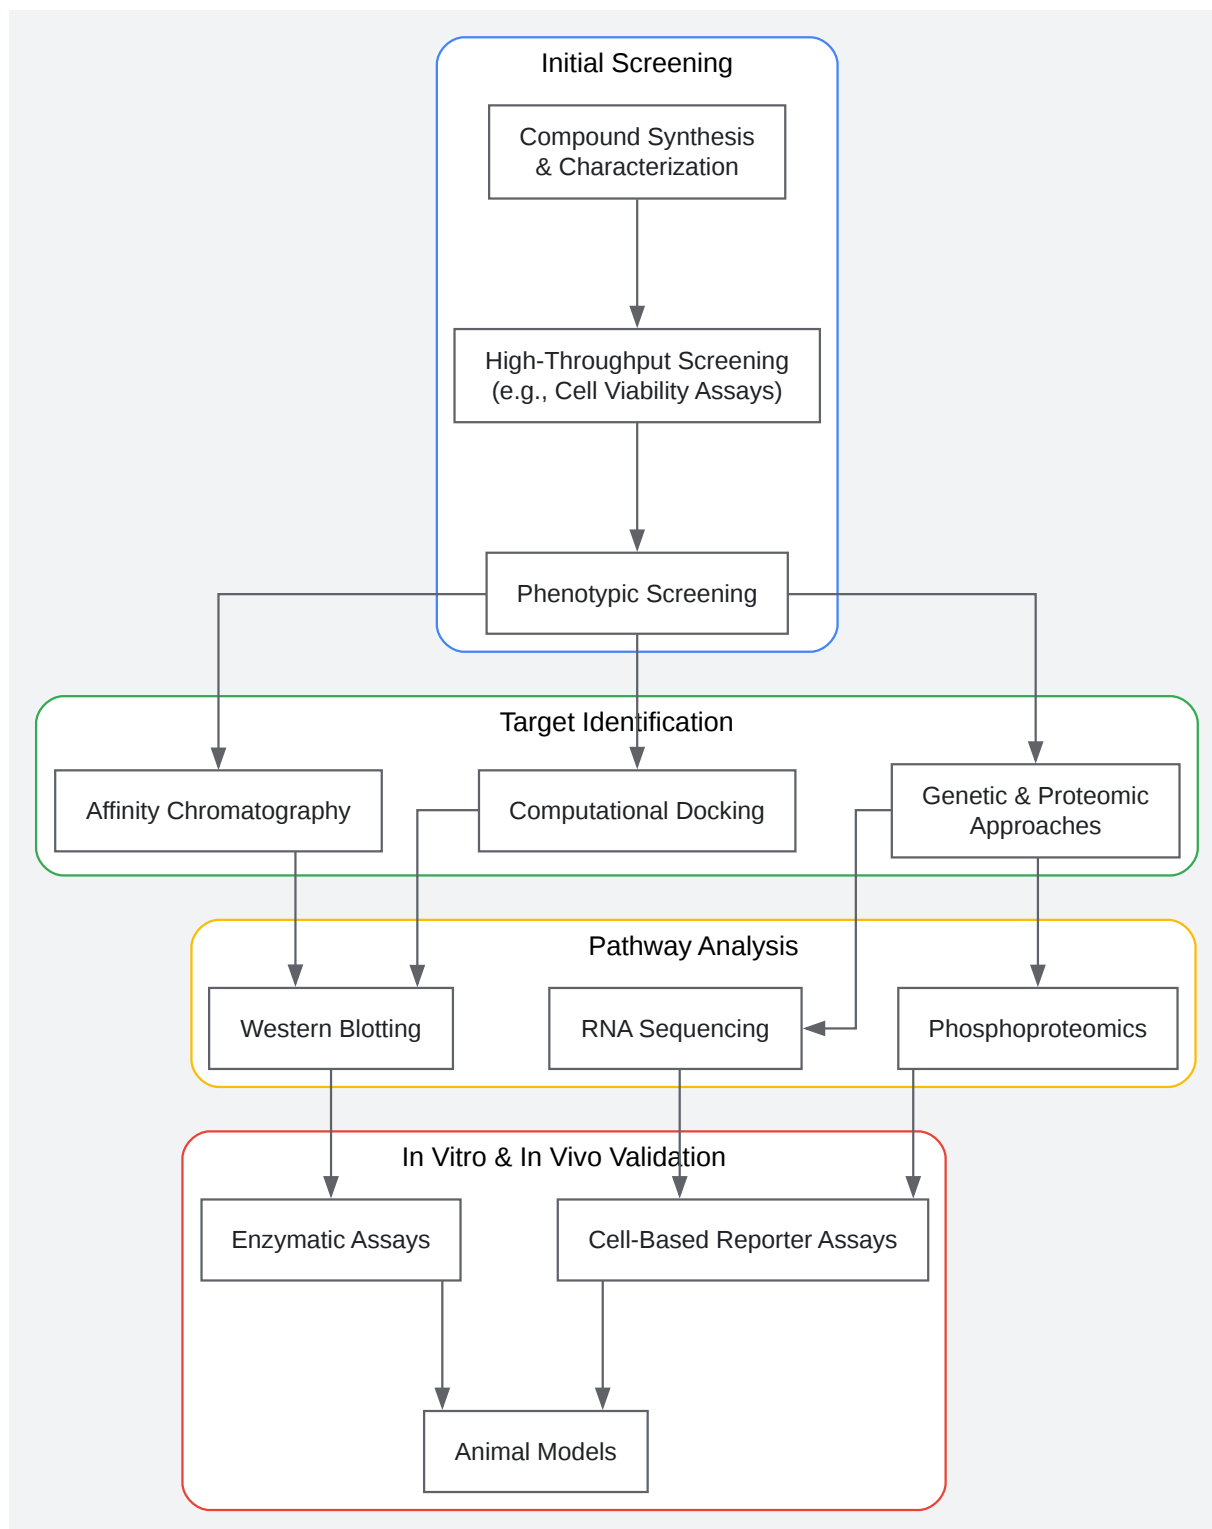 Initial Screening
Compound Synthesis
& Characterization
High-Throughput Screening
(e.g., Cell Viability Assays)
Phenotypic Screening
Target Identification
Affinity Chromatography
Computational Docking
Genetic & Proteomic
Approaches
Pathway Analysis
Western Blotting
RNA Sequencing
Phosphoproteomics
In Vitro & In Vivo Validation
Enzymatic Assays
Cell-Based Reporter Assays
Animal Models